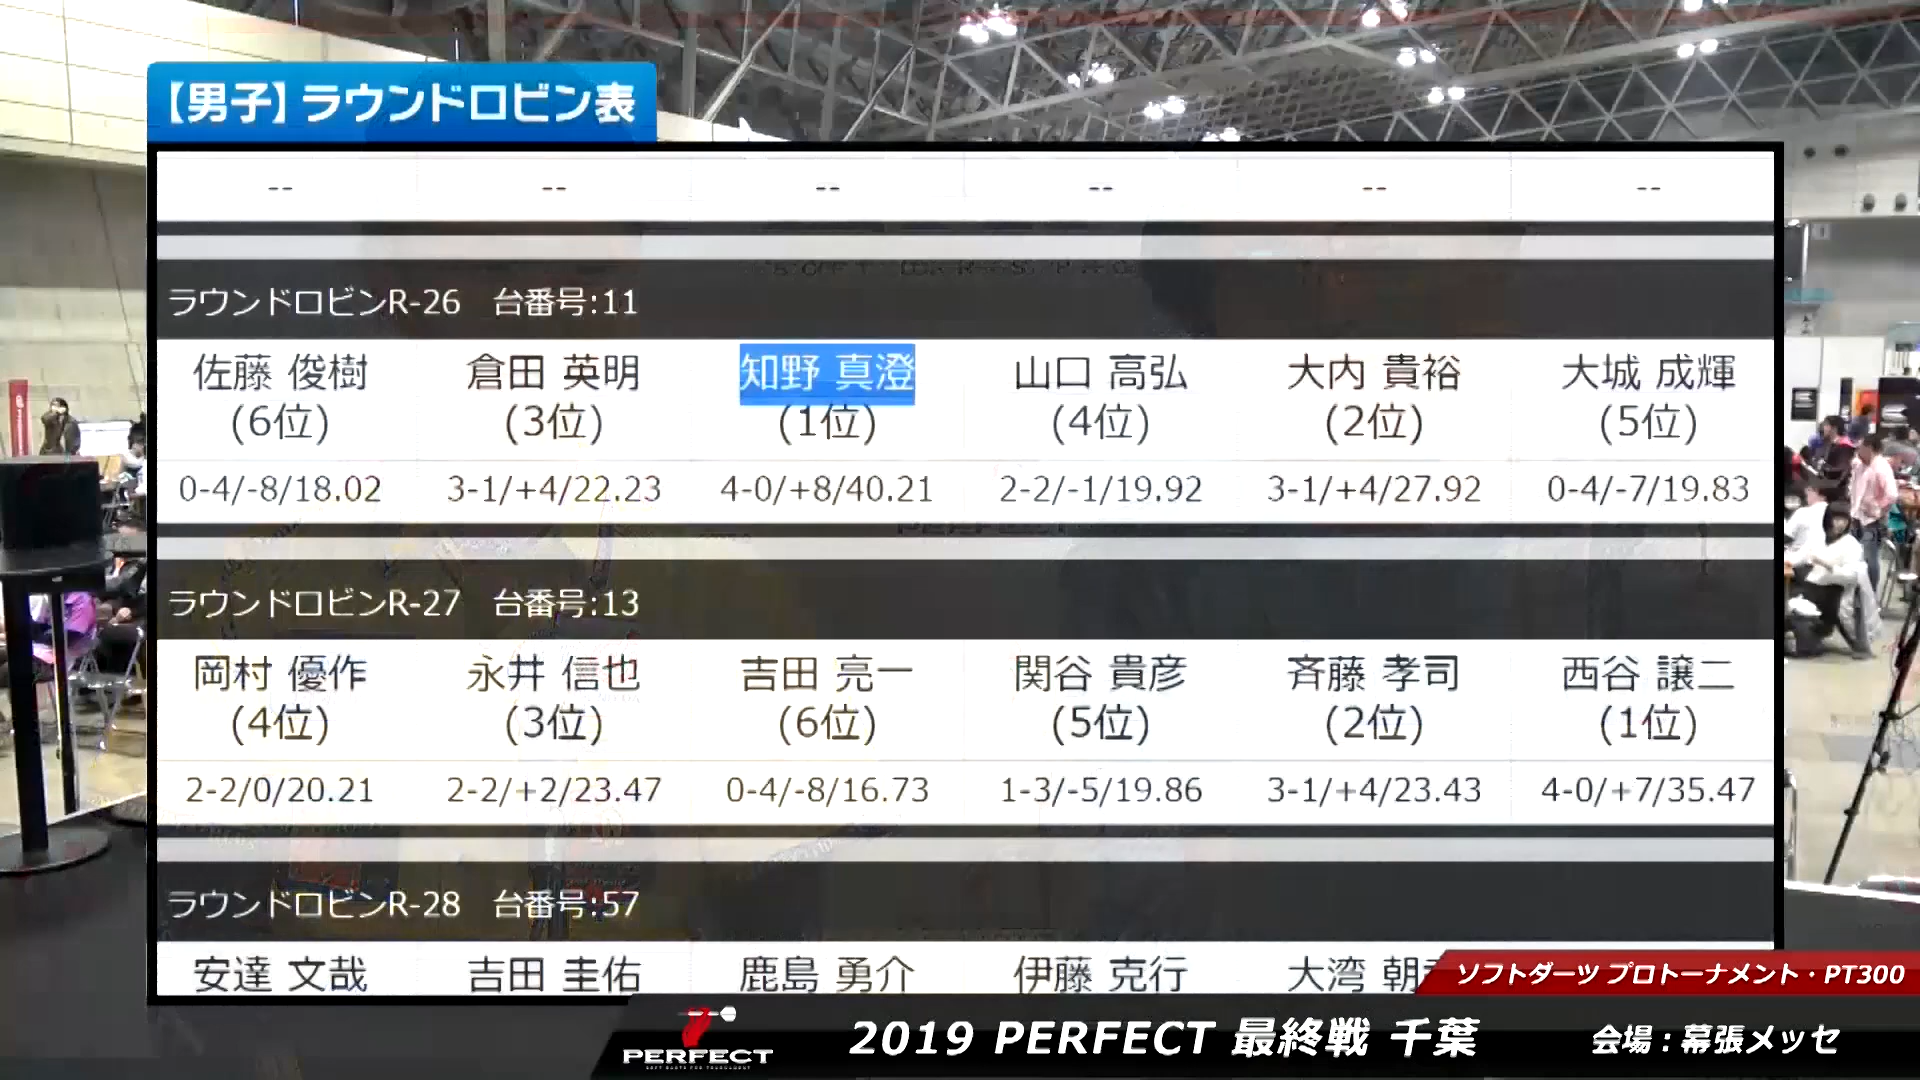 【男子】ラウンドロビン表
-- -- -- -- -- --
ラウンドロビンR-26 台番号:11
佐藤 俊樹 倉田 英明 知野 真澄 山口 高弘 大内 貴裕 大城 成輝
(6位) (3位) (1位) (4位) (2位) (5位)
0-4/-8/18.02 3-1/+4/22.23 4-0/+8/40.21 2-2/-1/19.92 3-1/+4/27.92 0-4/-7/19.83
ラウンドロビンR-27 台番号:13
岡村 優作 永井 信也 吉田 亮一 関谷 貴彦 斉藤 孝司 西谷 譲二
(4位) (3位) (6位) (5位) (2位) (1位)
2-2/0/20.21 2-2/+2/23.47 0-4/-8/16.73 1-3/-5/19.86 3-1/+4/23.43 4-0/+7/35.47
ラウンドロビンR-28 台番号:57
安達 文哉 吉田 圭佑 鹿島 勇介 伊藤 克行 大湾 朝
ソフトダーツ プロトーナメント・PT300
PERFECT
2019 PERFECT 最終戦 千葉
会場:幕張メッセ